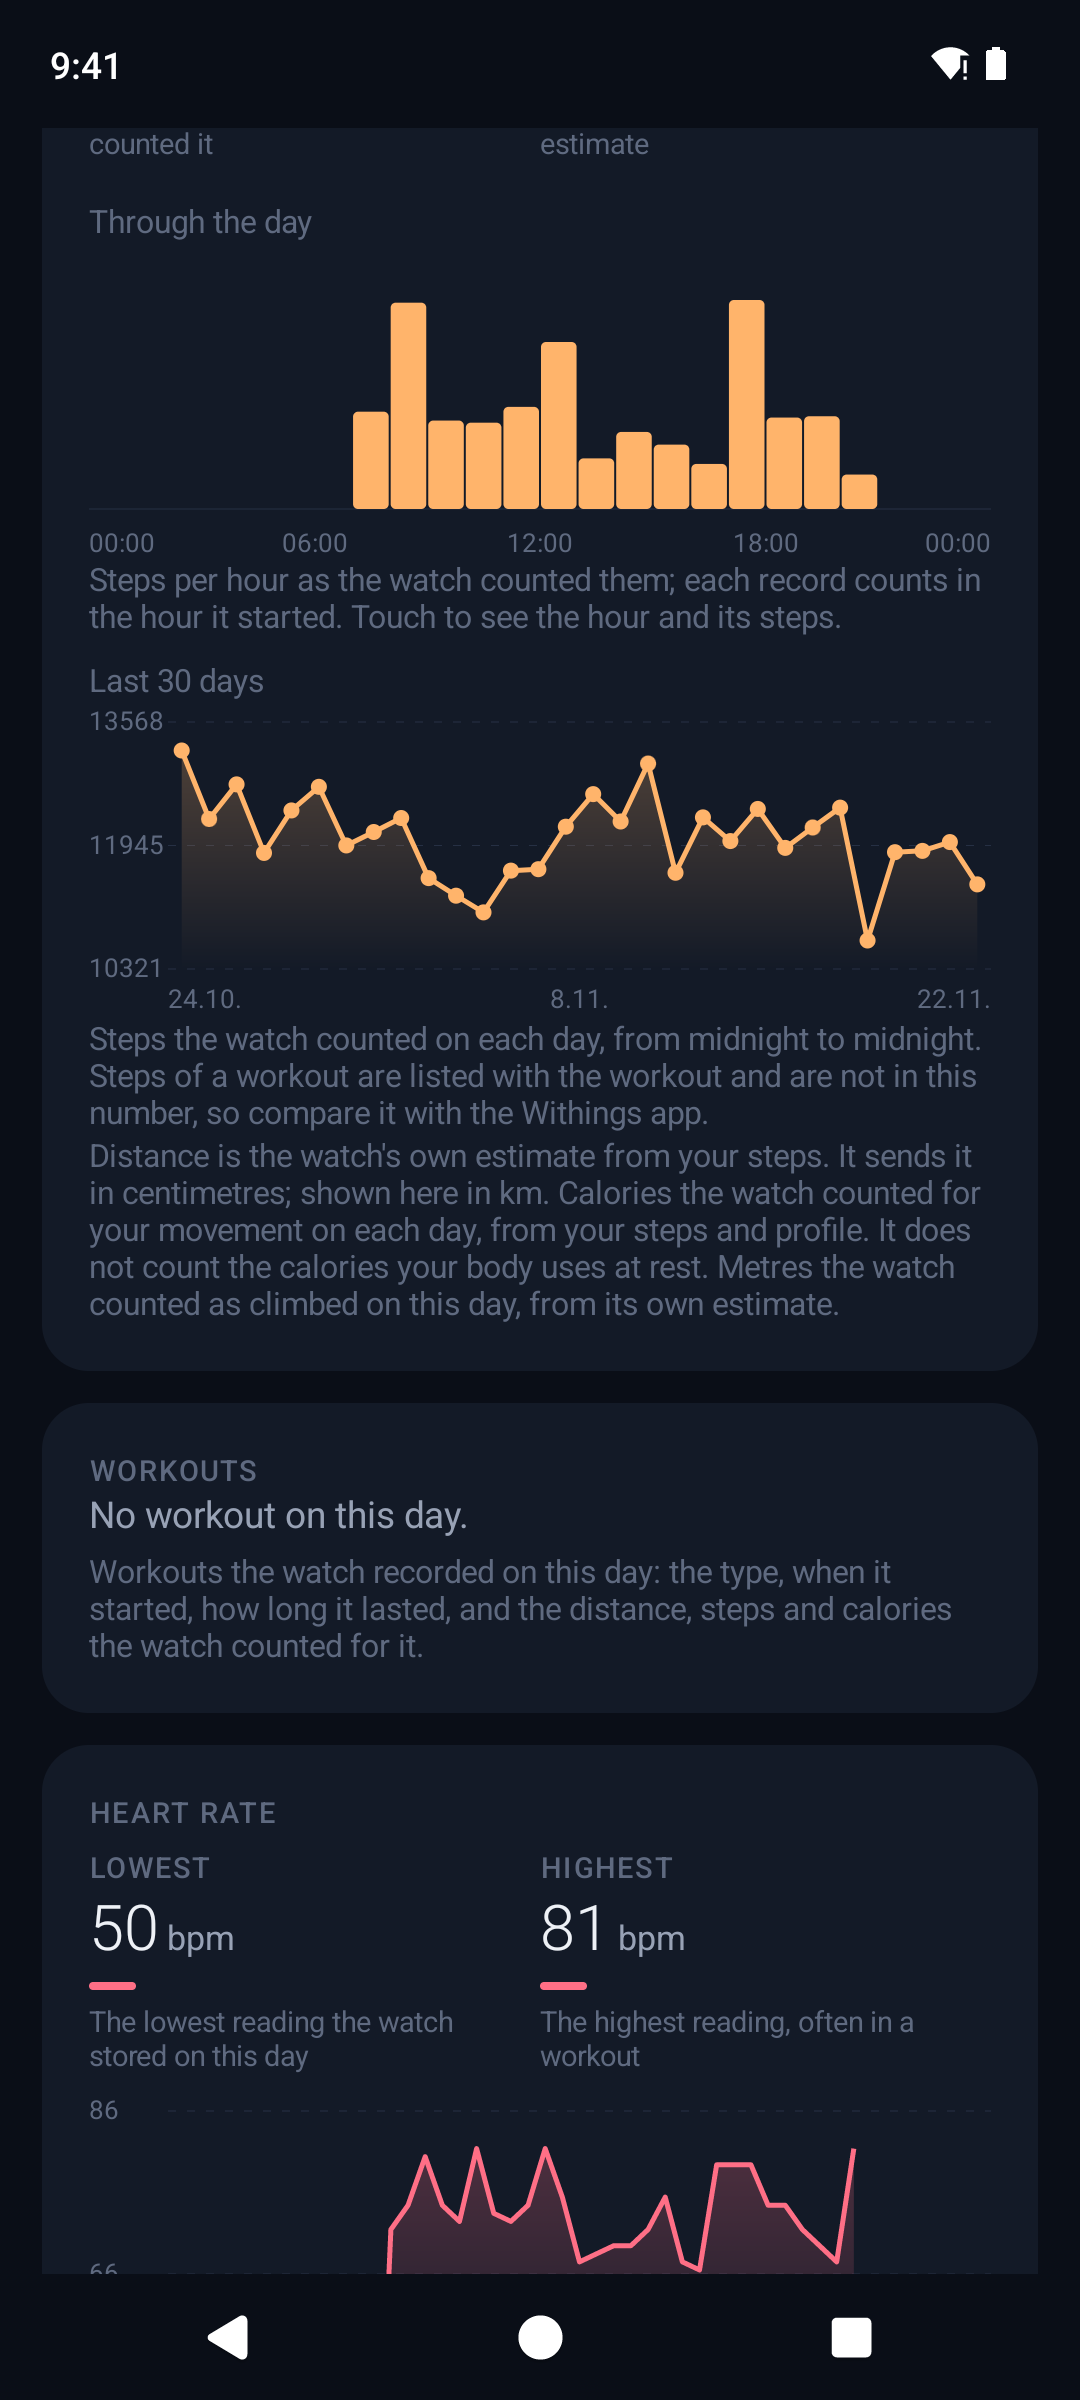 9:41
counted it
estimate
Through the day
00:00 06:00 12:00 18:00 00:00
Steps per hour as the watch counted them; each record counts in
the hour it started. Touch to see the hour and its steps.
Last 30 days
13568
11945
10321
24.10. 8.11. 22.11.
Steps the watch counted on each day, from midnight to midnight.
Steps of a workout are listed with the workout and are not in this
number, so compare it with the Withings app.
Distance is the watch's own estimate from your steps. It sends it
in centimetres; shown here in km. Calories the watch counted for
your movement on each day, from your steps and profile. It does
not count the calories your body uses at rest. Metres the watch
counted as climbed on this day, from its own estimate.
WORKOUTS
No workout on this day.
Workouts the watch recorded on this day: the type, when it
started, how long it lasted, and the distance, steps and calories
the watch counted for it.
HEART RATE
LOWEST
50 bpm
The lowest reading the watch
stored on this day
HIGHEST
81 bpm
The highest reading, often in a
workout
86
66